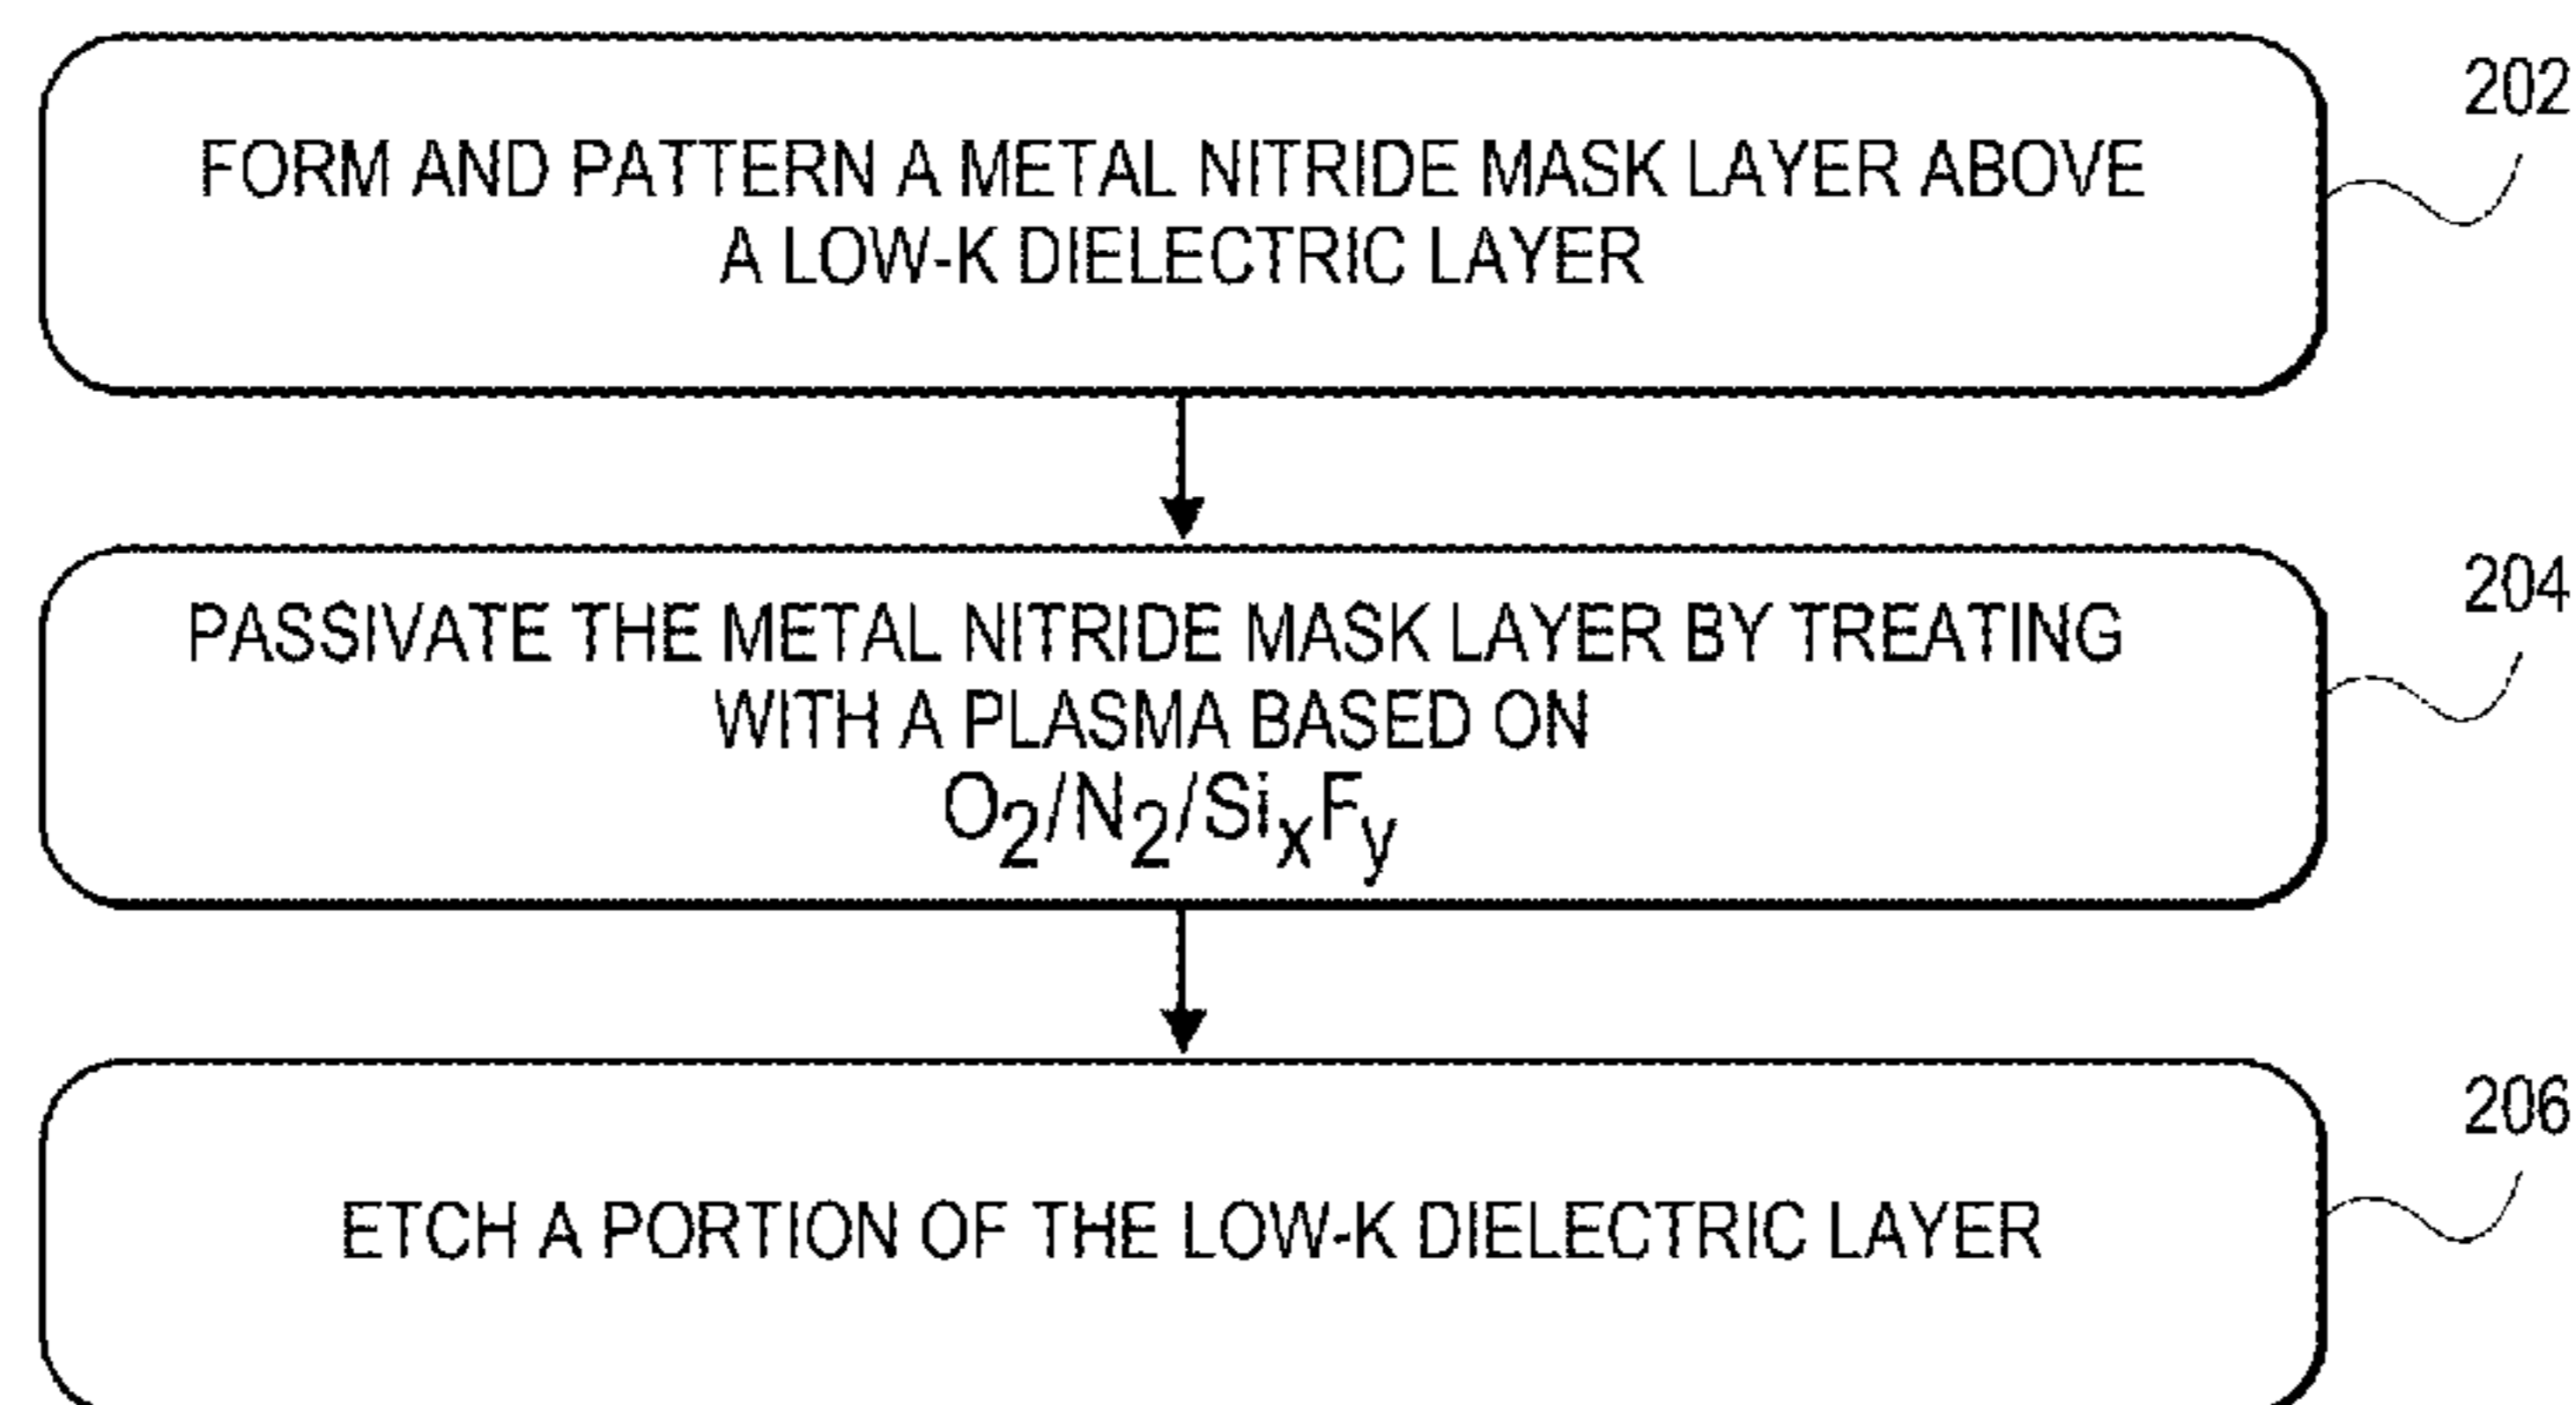 202
FORM AND PATTERN A METAL NITRIDE MASK LAYER ABOVE
A LOW-K DIELECTRIC LAYER
204
PASSIVATE THE METAL NITRIDE MASK LAYER BY TREATING
WITH A PLASMA BASED ON
O₂/N₂/SiₓFᵧ
206
ETCH A PORTION OF THE LOW-K DIELECTRIC LAYER